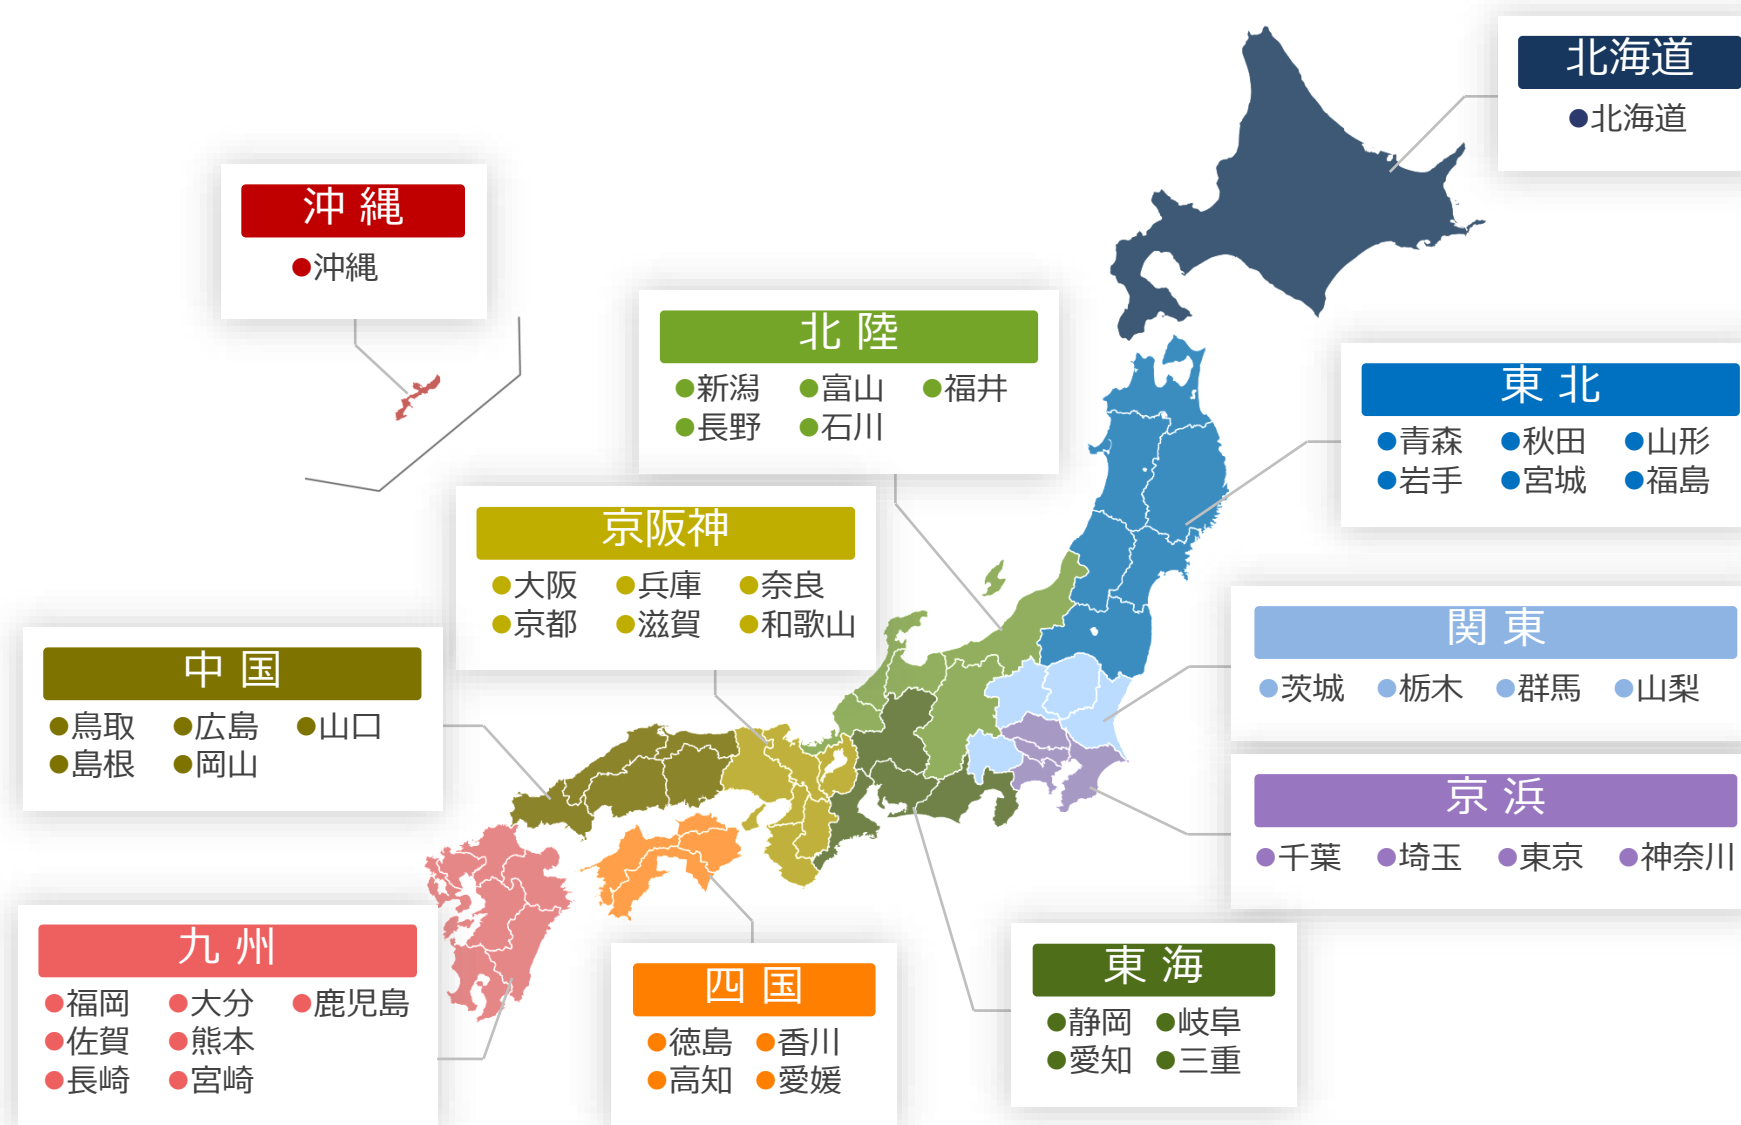 北海道
●北海道
沖 縄
●沖縄
北 陸
●新潟 ●富山 ●福井
●長野 ●石川
東 北
●青森 ●秋田 ●山形
●岩手 ●宮城 ●福島
京阪神
●大阪 ●兵庫 ●奈良
●京都 ●滋賀 ●和歌山
関 東
●茨城 ●栃木 ●群馬 ●山梨
中 国
●鳥取 ●広島 ●山口
●島根 ●岡山
京 浜
●千葉 ●埼玉 ●東京 ●神奈川
九 州
●福岡 ●大分 ●鹿児島
●佐賀 ●熊本
●長崎 ●宮崎
四 国
●徳島 ●香川
●高知 ●愛媛
東 海
●静岡 ●岐阜
●愛知 ●三重